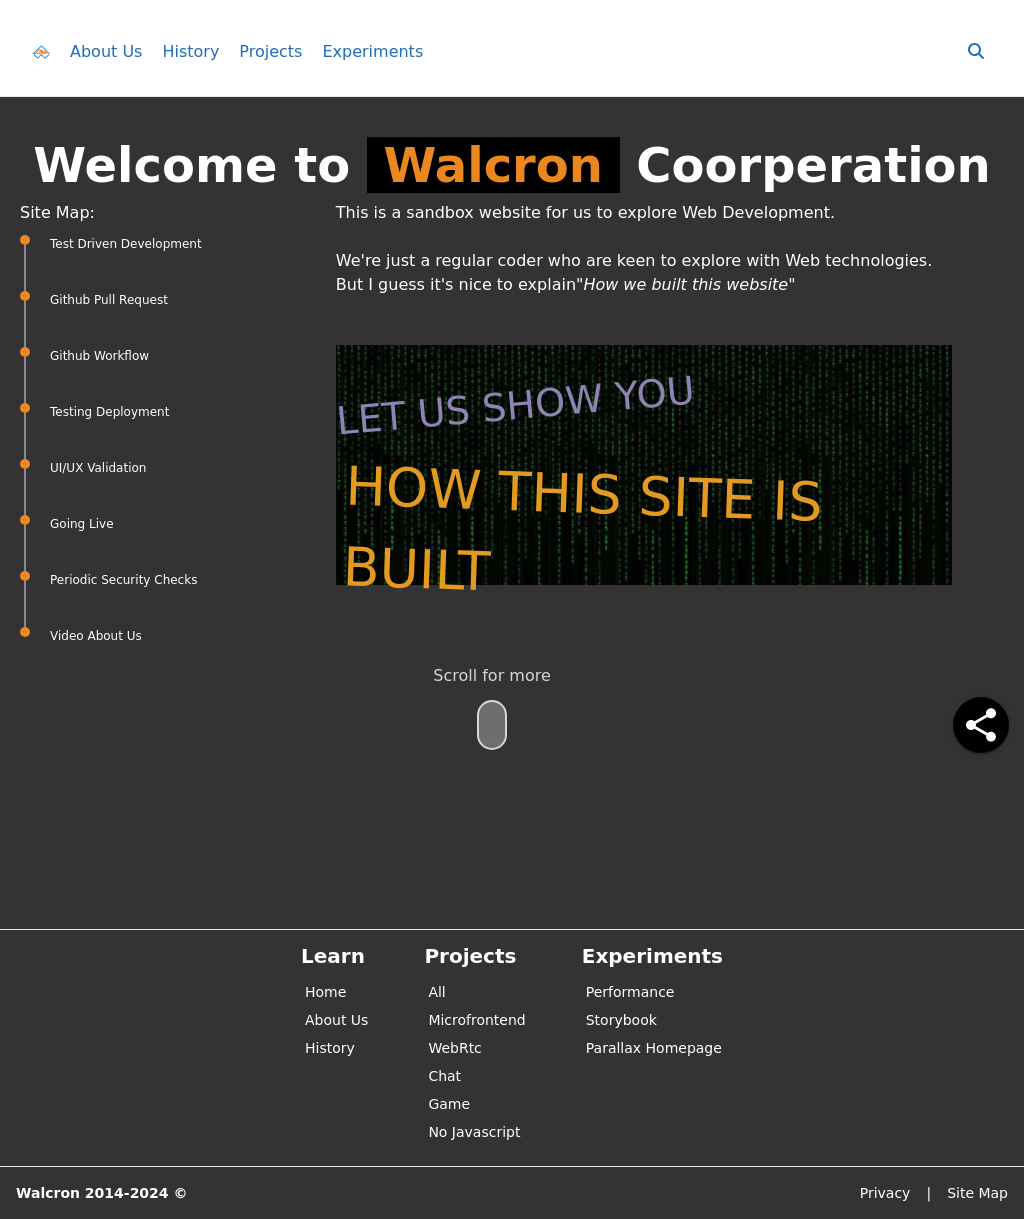 About Us History Projects Experiments
Welcome to Walcron Coorperation
Site Map:
Test Driven Development
Github Pull Request
Github Workflow
Testing Deployment
UI/UX Validation
Going Live
Periodic Security Checks
Video About Us
This is a sandbox website for us to explore Web Development.
We're just a regular coder who are keen to explore with Web technologies.
But I guess it's nice to explain"How we built this website"
LET US SHOW YOU
HOW THIS SITE IS
BUILT
Scroll for more
Learn
Home
About Us
History
Projects
All
Microfrontend
WebRtc
Chat
Game
No Javascript
Experiments
Performance
Storybook
Parallax Homepage
Walcron 2014-2024 ©
Privacy | Site Map